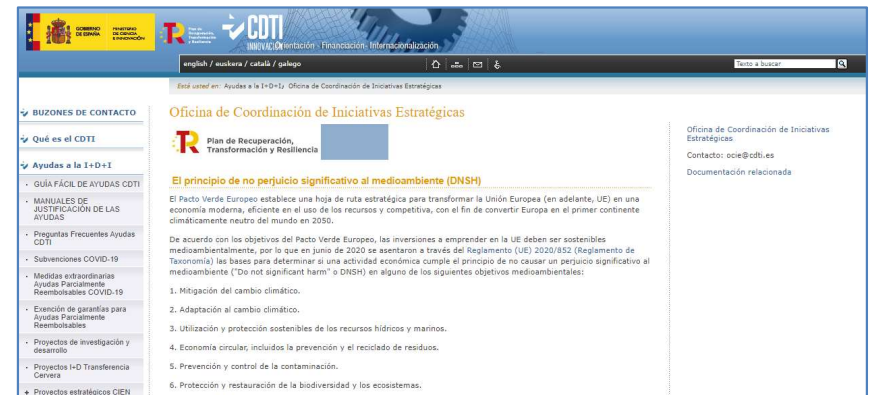 GOBIERNO
DE ESPAÑA
MINISTERIO
DE CIENCIA
E INNOVACIÓN
CDTI
INNOVACIÓN
Orientación - Financiación- Internacionalización
english / euskera / català / galego
Texto a buscar
Está usted en: Ayudas a la I+D+I/ Oficina de Coordinación de Iniciativas Estratégicas
BUZONES DE CONTACTO
Qué es el CDTI
Ayudas a la I+D+I
GUÍA FÁCIL DE AYUDAS CDTI
MANUALES DE
JUSTIFICACIÓN DE LAS
AYUDAS
Preguntas Frecuentes Ayudas
CDTI
Subvenciones COVID-19
Medidas extraordinarias
Ayudas Parcialmente
Reembolsables COVID-19
Exención de garantías para
Ayudas Parcialmente
Reembolsables
Proyectos de investigación y
desarrollo
Proyectos I+D Transferencia
Cervera
Proyectos estratégicos CIEN
Oficina de Coordinación de Iniciativas Estratégicas
Plan de Recuperación,
Transformación y Resiliencia
El principio de no perjuicio significativo al medioambiente (DNSH)
El Pacto Verde Europeo establece una hoja de ruta estratégica para transformar la Unión Europea (en adelante, UE) en una
economía moderna, eficiente en el uso de los recursos y competitiva, con el fin de convertir Europa en el primer continente
climáticamente neutro del mundo en 2050.
De acuerdo con los objetivos del Pacto Verde Europeo, las inversiones a emprender en la UE deben ser sostenibles
medioambientalmente, por lo que en junio de 2020 se asentaron a través del Reglamento (UE) 2020/852 (Reglamento de
Taxonomía) las bases para determinar si una actividad económica cumple el principio de no causar un perjuicio significativo al
medioambiente ("Do not significant harm" o DNSH) en alguno de los siguientes objetivos medioambientales:
1. Mitigación del cambio climático.
2. Adaptación al cambio climático.
3. Utilización y protección sostenibles de los recursos hídricos y marinos.
4. Economía circular, incluidos la prevención y el reciclado de residuos.
5. Prevención y control de la contaminación.
6. Protección y restauración de la biodiversidad y los ecosistemas.
Oficina de Coordinación de Iniciativas
Estratégicas
Contacto: ocie@cdti.es
Documentación relacionada